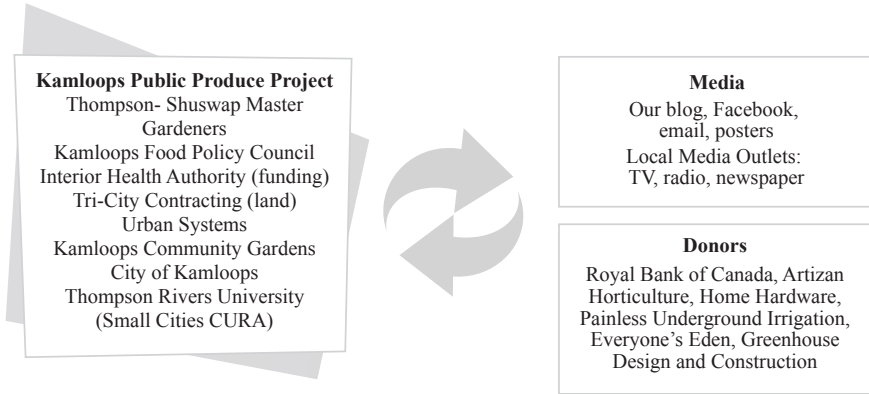 Kamloops Public Produce Project
Thompson- Shuswap Master
Gardeners
Kamloops Food Policy Council
Interior Health Authority (funding)
Tri-City Contracting (land)
Urban Systems
Kamloops Community Gardens
City of Kamloops
Thompson Rivers University
(Small Cities CURA)
Media
Our blog, Facebook,
email, posters
Local Media Outlets:
TV, radio, newspaper
Donors
Royal Bank of Canada, Artizan
Horticulture, Home Hardware,
Painless Underground Irrigation,
Everyone’s Eden, Greenhouse
Design and Construction